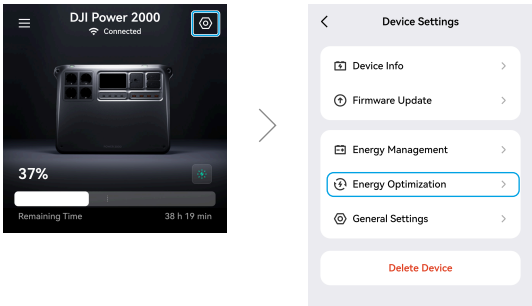 DJI Power 2000
Connected
37%
Remaining Time 38 h 19 min
Device Settings
Device Info
Firmware Update
Energy Management
Energy Optimization
General Settings
Delete Device